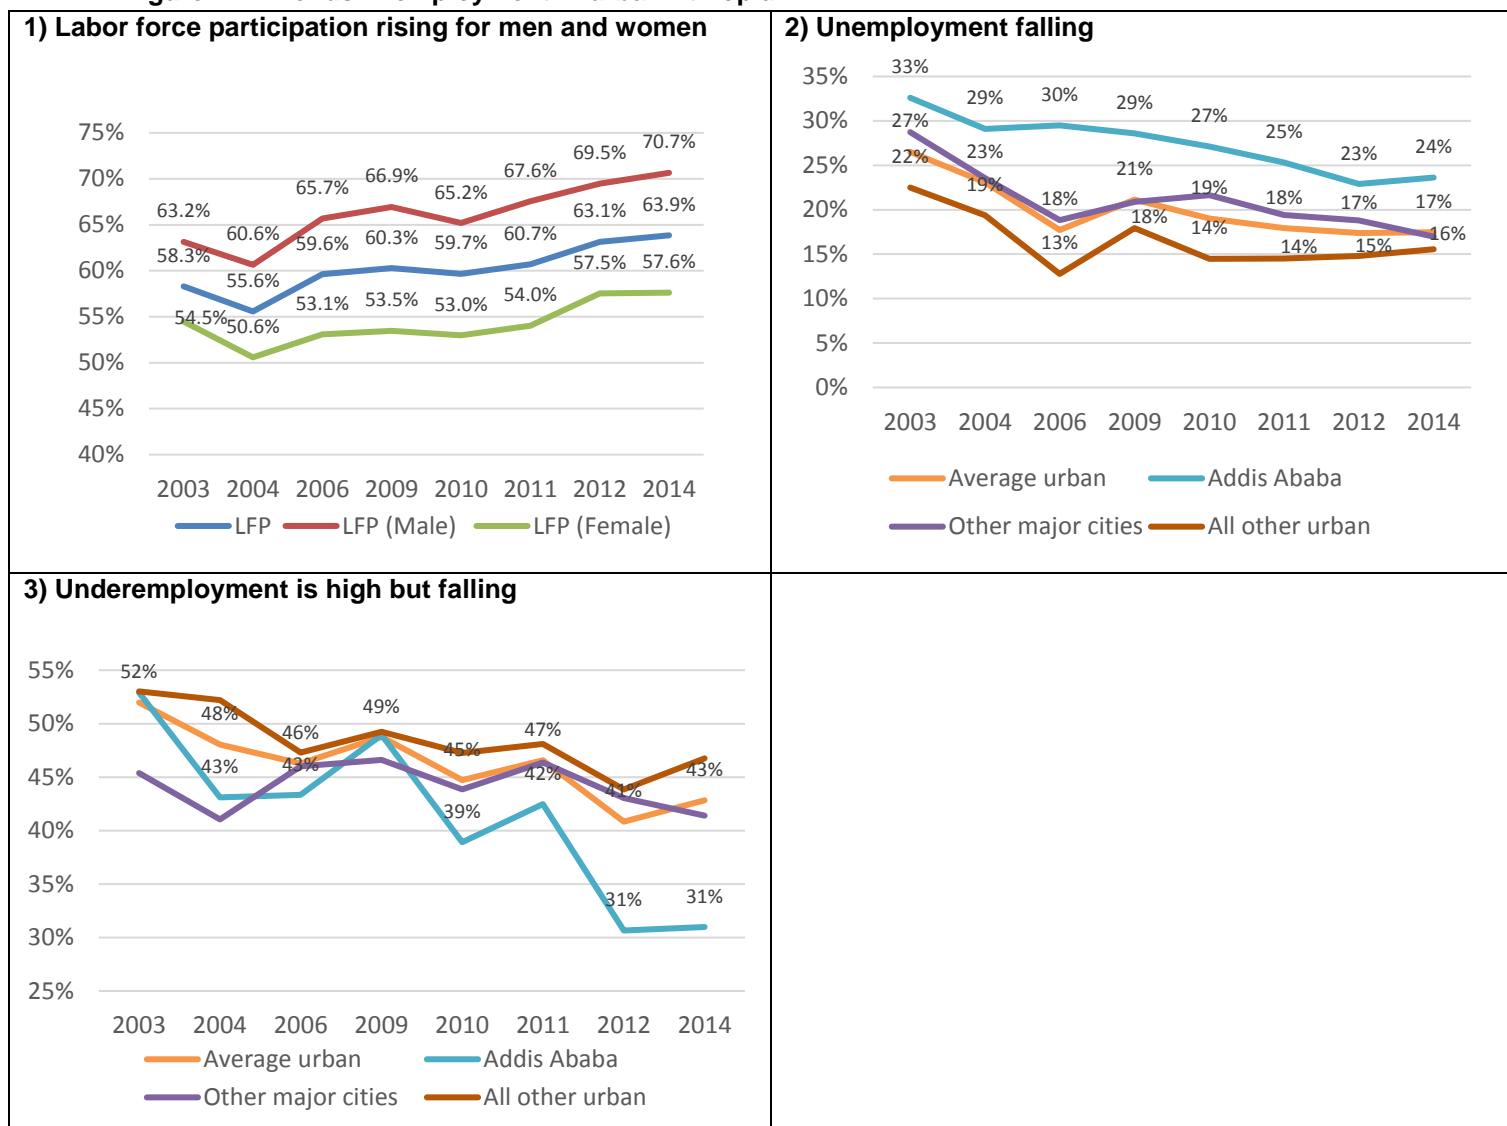 1) Labor force participation rising for men and women
75%
70%
65%
60%
55%
50%
45%
40%
63.2% 60.6% 65.7% 66.9% 65.2% 67.6% 69.5% 70.7%
58.3% 55.6% 59.6% 60.3% 59.7% 60.7% 63.1% 63.9%
54.5% 50.6% 53.1% 53.5% 53.0% 54.0% 57.5% 57.6%
2003 2004 2006 2009 2010 2011 2012 2014
LFP LFP (Male) LFP (Female)
2) Unemployment falling
35%
30%
25%
20%
15%
10%
5%
0%
33% 29% 30% 29% 27% 25% 23% 24%
27% 23% 18% 21% 19% 18% 17% 17%
22% 19% 13% 18% 14% 14% 15% 16%
2003 2004 2006 2009 2010 2011 2012 2014
Average urban Addis Ababa
Other major cities All other urban
3) Underemployment is high but falling
55%
50%
45%
40%
35%
30%
25%
52% 48% 46% 49% 45% 47% 41% 43%
43% 43% 39% 42% 31% 31%
2003 2004 2006 2009 2010 2011 2012 2014
Average urban Addis Ababa
Other major cities All other urban